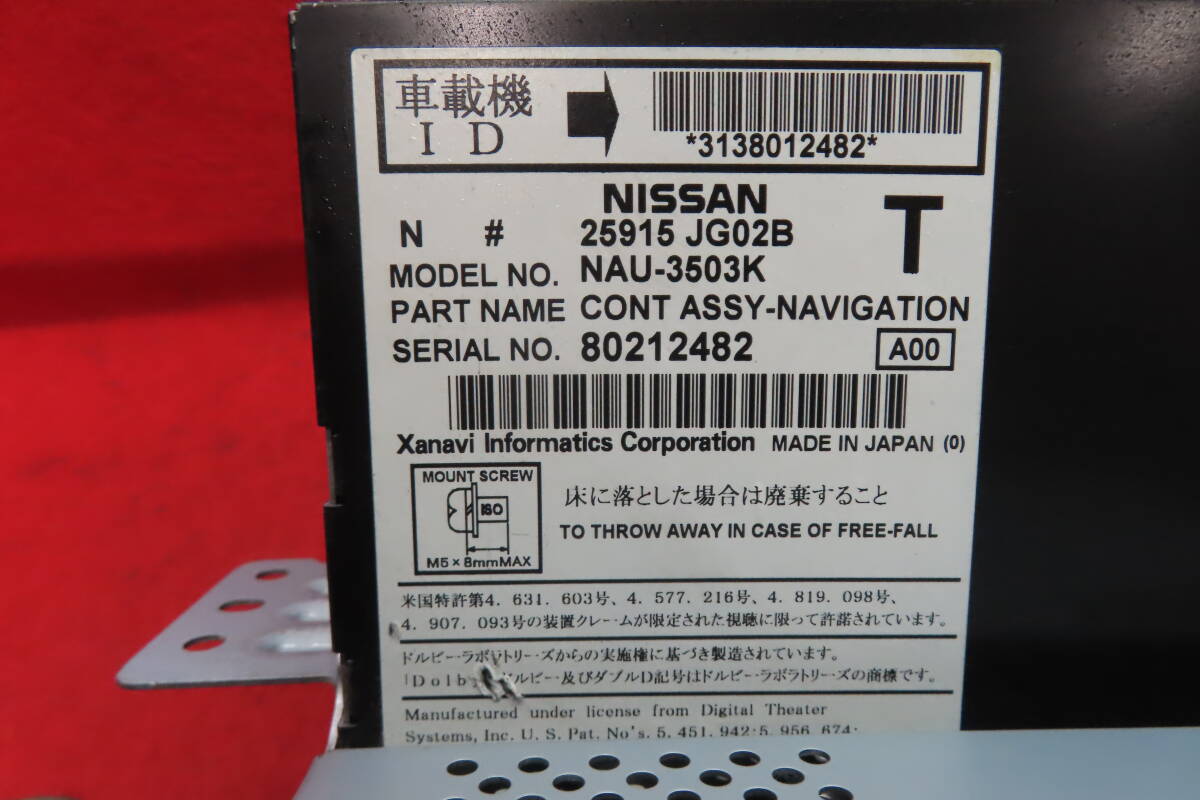 車載機
ID
*3138012482*
NISSAN
T
N # 25915 JG02B
MODEL NO. NAU-3503K
PART NAME CONT ASSY-NAVIGATION
SERIAL NO. 80212482 A00
Xanavi Informatics Corporation MADE IN JAPAN (0)
MOUNT SCREW
ISO
M5×8mmMAX
床に落とした場合は廃棄すること
TO THROW AWAY IN CASE OF FREE-FALL
米国特許第4. 631. 603号、4. 577. 216号、4. 819. 098号、
4. 907. 093号の装置クレームが限定された視聴に限って許諾されています。
ドルビーラボラトリーズからの実施権に基づき製造されています。
「Dolb ドルビー及びダブルD記号はドルビーラボラトリーズの商標です。
Manufactured under license from Digital Theater
Systems, Inc. U. S. Pat. No's. 5, 451, 942; 5, 956, 674;